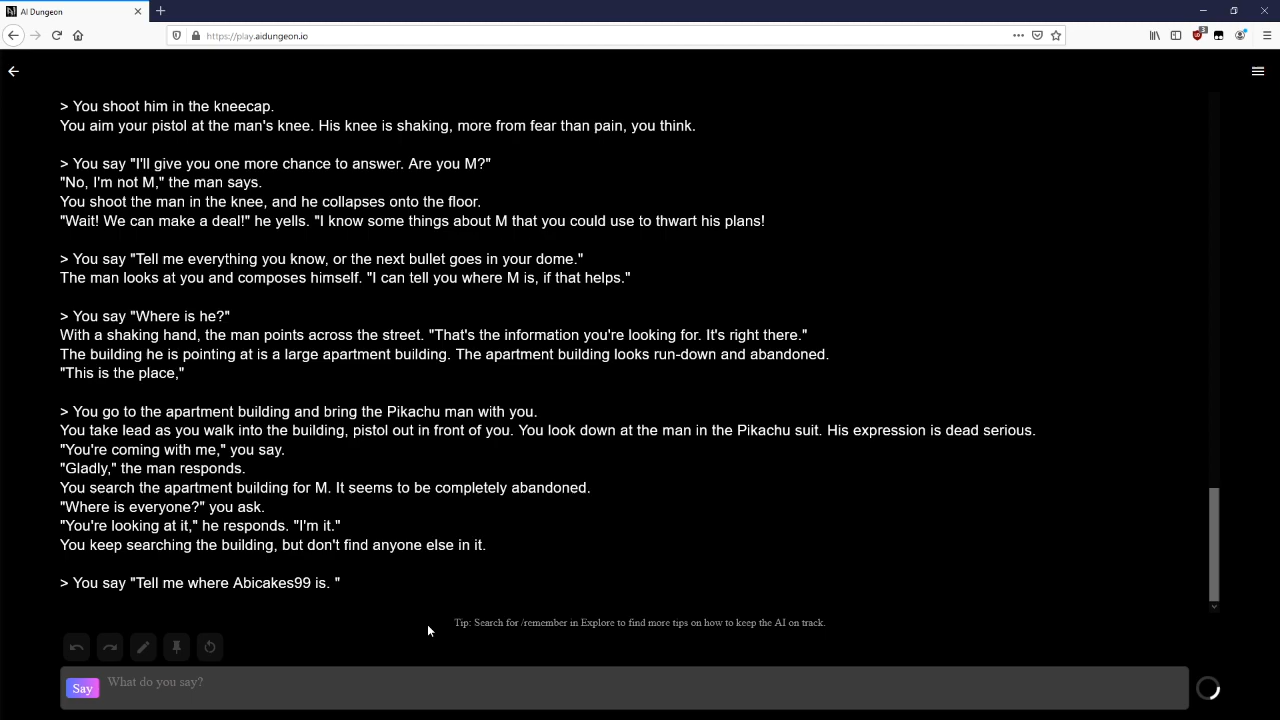 AI Dungeon
https://play.aidungeon.io
> You shoot him in the kneecap.
You aim your pistol at the man's knee. His knee is shaking, more from fear than pain, you think.
> You say "I'll give you one more chance to answer. Are you M?"
"No, I'm not M," the man says.
You shoot the man in the knee, and he collapses onto the floor.
"Wait! We can make a deal!" he yells. "I know some things about M that you could use to thwart his plans!
> You say "Tell me everything you know, or the next bullet goes in your dome."
The man looks at you and composes himself. "I can tell you where M is, if that helps."
> You say "Where is he?"
With a shaking hand, the man points across the street. "That's the information you're looking for. It's right there."
The building he is pointing at is a large apartment building. The apartment building looks run-down and abandoned.
"This is the place,"
> You go to the apartment building and bring the Pikachu man with you.
You take lead as you walk into the building, pistol out in front of you. You look down at the man in the Pikachu suit. His expression is dead serious.
"You're coming with me," you say.
"Gladly," the man responds.
You search the apartment building for M. It seems to be completely abandoned.
"Where is everyone?" you ask.
"You're looking at it," he responds. "I'm it."
You keep searching the building, but don't find anyone else in it.
> You say "Tell me where Abicakes99 is. "
Tip: Search for /remember in Explore to find more tips on how to keep the AI on track.
Say What do you say?